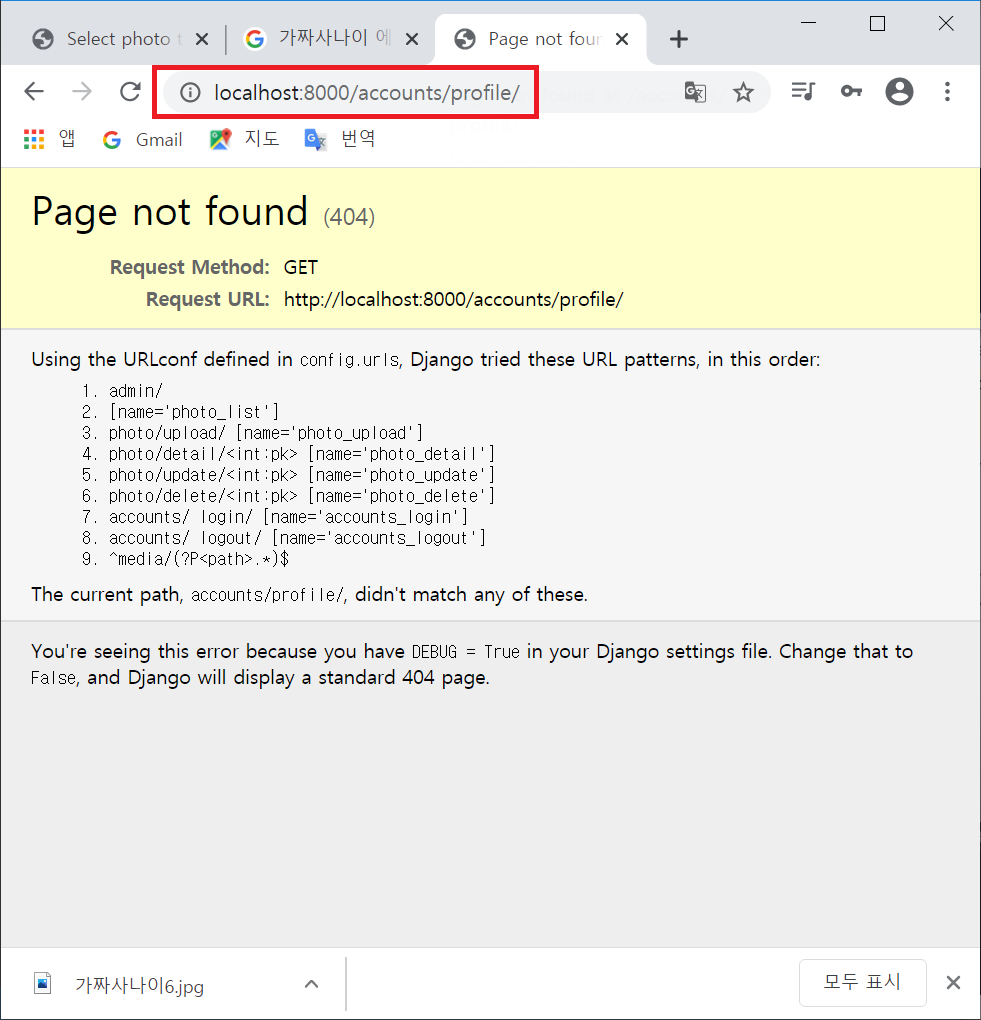 Select photo t
가짜사나이 에
Page not foun
localhost:8000/accounts/profile/
앱 Gmail 지도 번역
Page not found (404)
Request Method: GET
Request URL: http://localhost:8000/accounts/profile/
Using the URLconf defined in config.urls, Django tried these URL patterns, in this order:
1. admin/
2. [name='photo_list']
3. photo/upload/ [name='photo_upload']
4. photo/detail/<int:pk> [name='photo_detail']
5. photo/update/<int:pk> [name='photo_update']
6. photo/delete/<int:pk> [name='photo_delete']
7. accounts/ login/ [name='accounts_login']
8. accounts/ logout/ [name='accounts_logout']
9. ^media/(?P<path>.*)$
The current path, accounts/profile/, didn't match any of these.
You're seeing this error because you have DEBUG = True in your Django settings file. Change that to
False, and Django will display a standard 404 page.
가짜사나이6.jpg
모두 표시